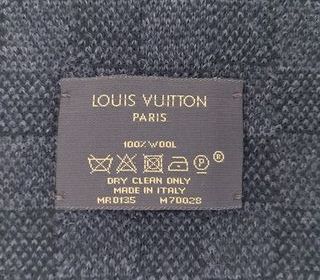 LOUIS VUITTON
PARIS
100% WOOL
P ®
DRY CLEAN ONLY
MADE IN ITALY
MR0135 M70028